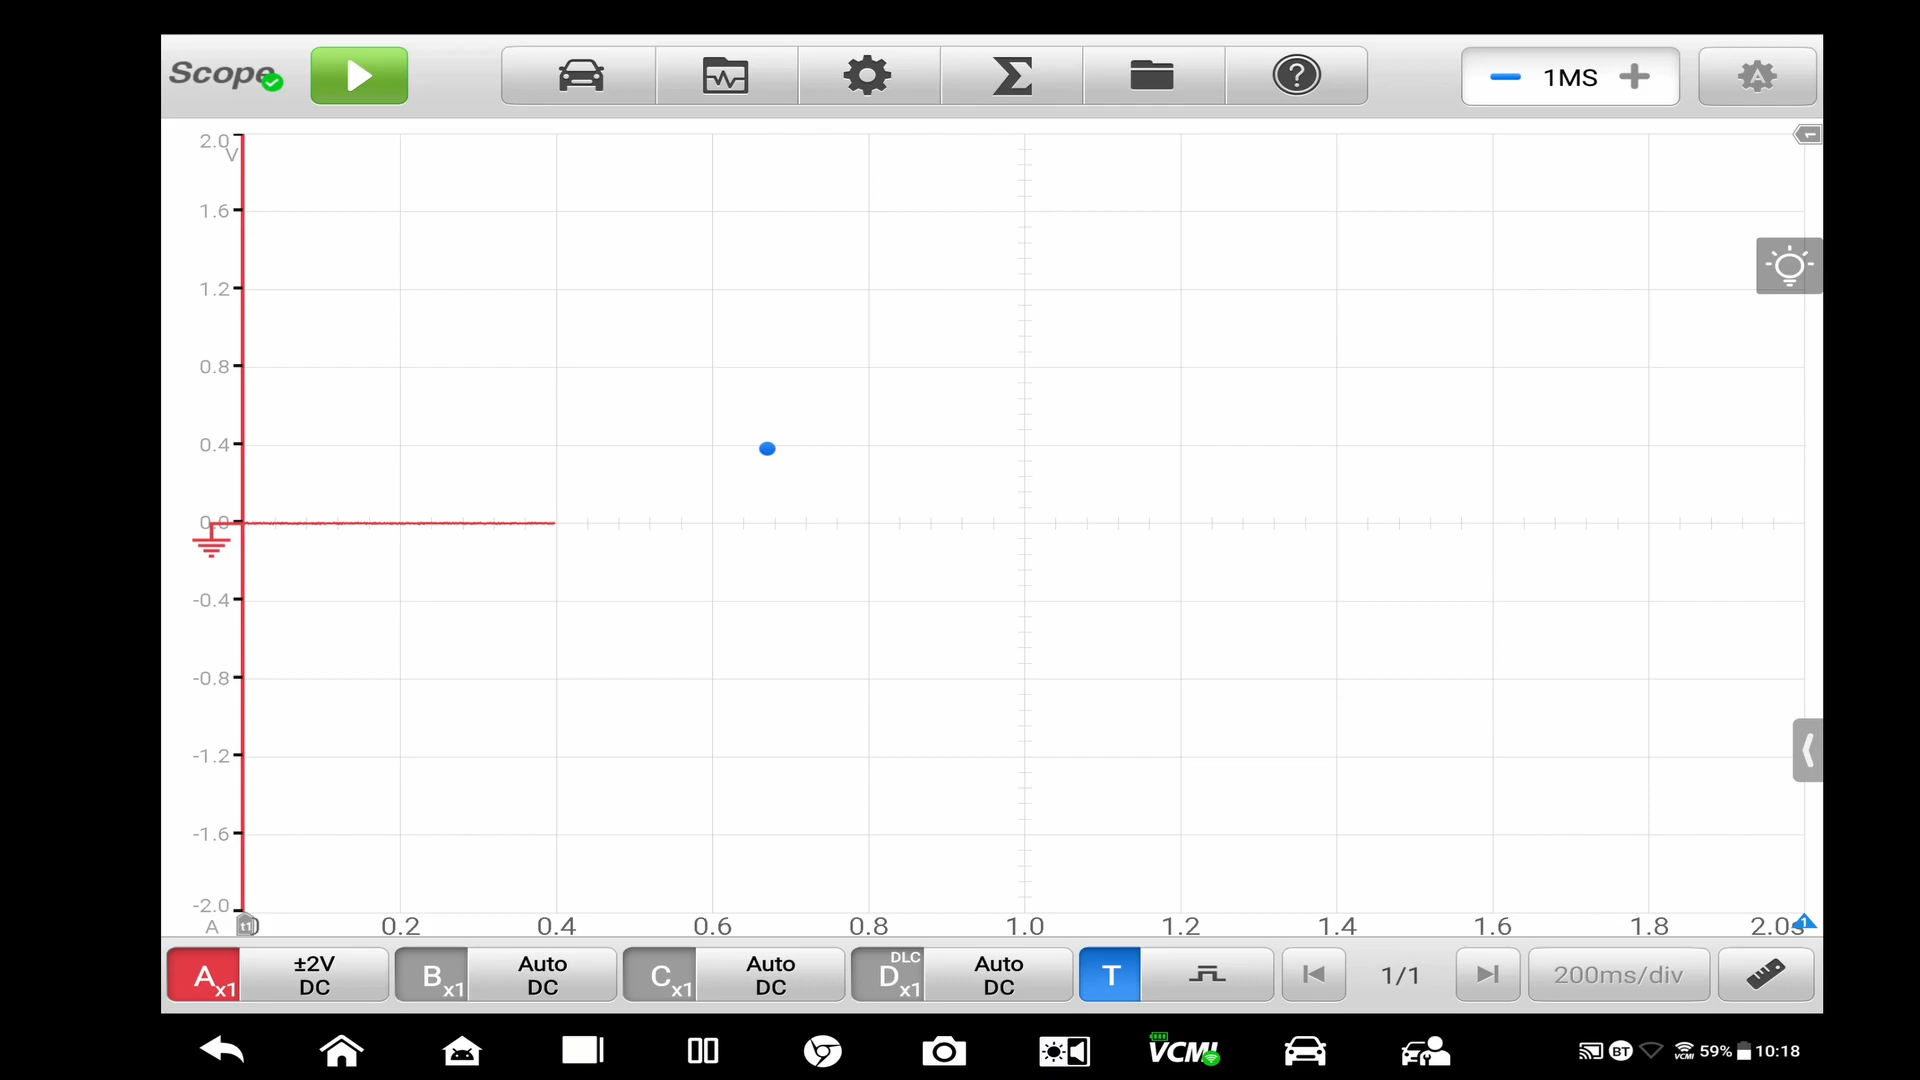 Scope
1MS
2.0
V
1.6
1.2
0.8
0.4
0.0
-0.4
-0.8
-1.2
-1.6
-2.0
A t1 0 0.2 0.4 0.6 0.8 1.0 1.2 1.4 1.6 1.8 2.0s
A x1 ±2V DC B x1 Auto DC C x1 Auto DC DLC D x1 Auto DC T 1/1 200ms/div
VCMI BT VCMI 59% 10:18